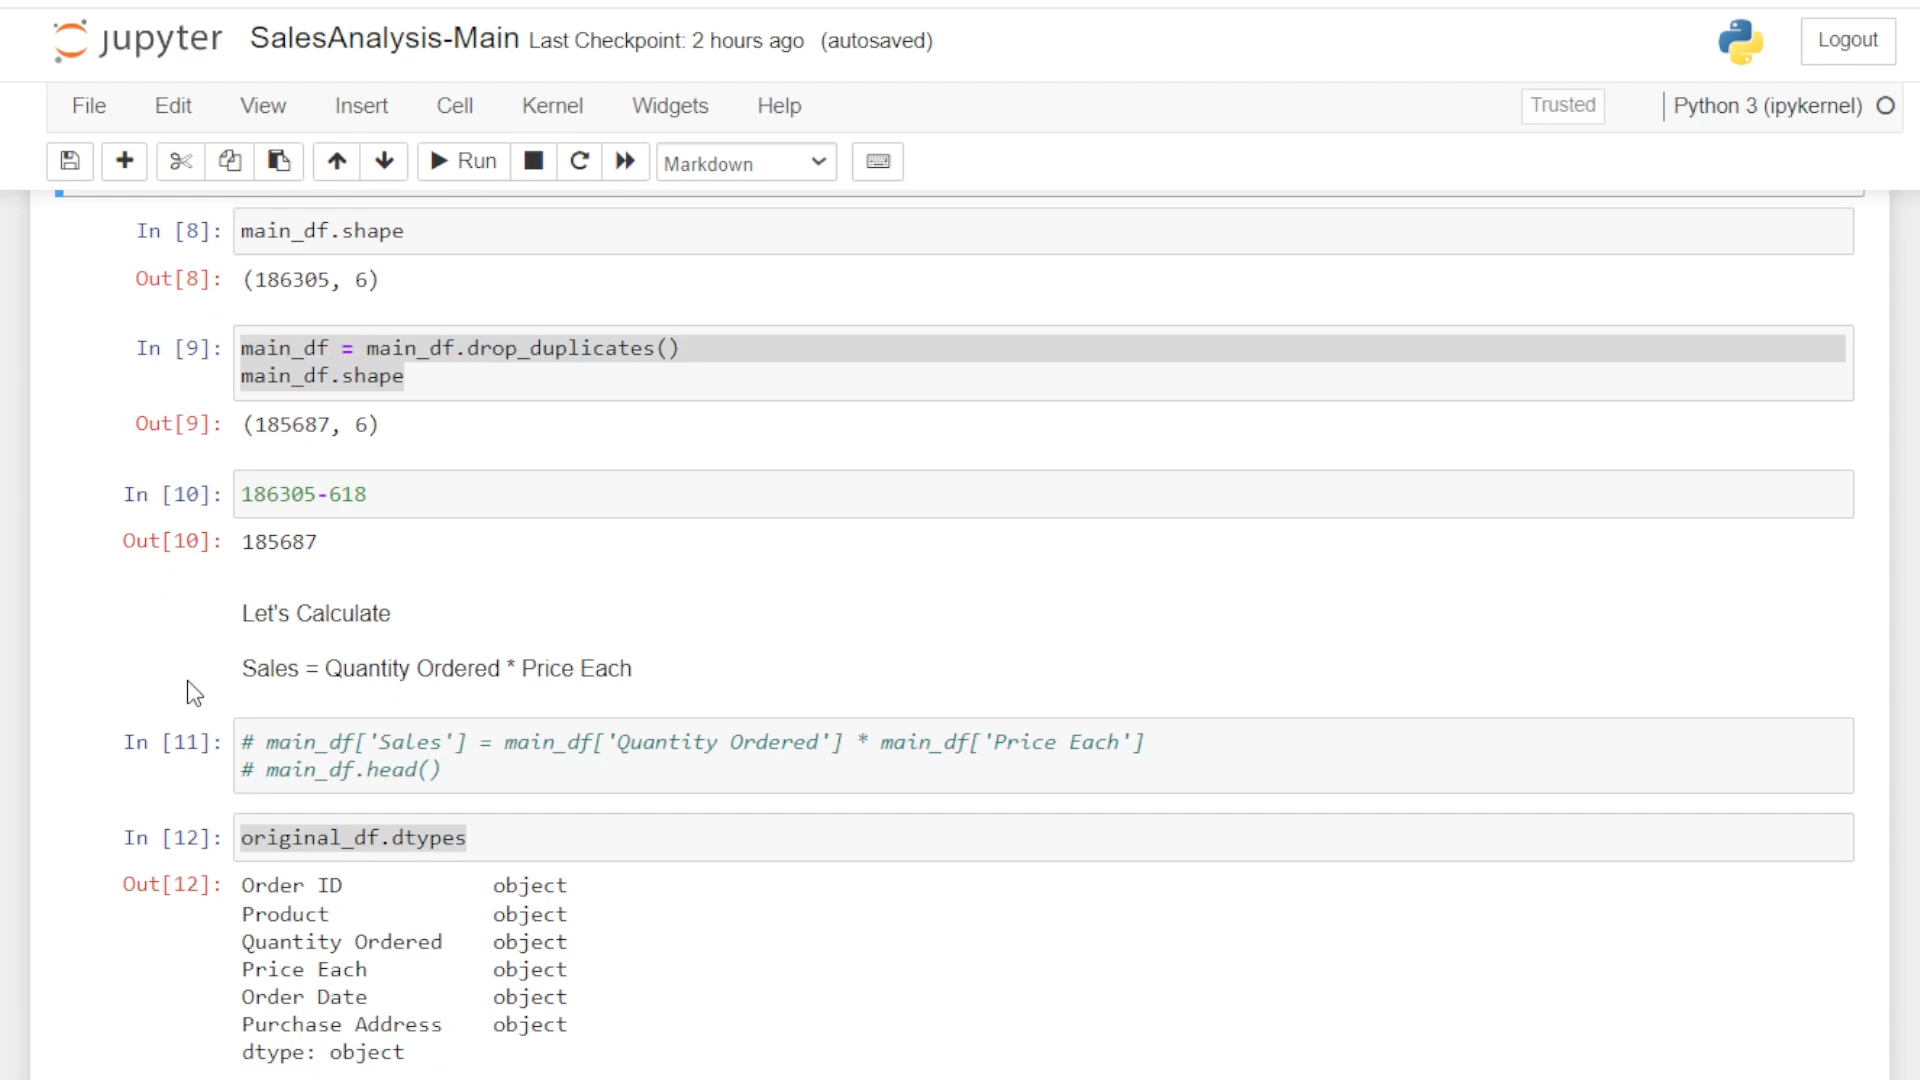 jupyter SalesAnalysis-Main Last Checkpoint: 2 hours ago (autosaved) Logout
File Edit View Insert Cell Kernel Widgets Help Trusted Python 3 (ipykernel)
Run Markdown
In [8]: main_df.shape
Out[8]: (186305, 6)
In [9]: main_df = main_df.drop_duplicates()
main_df.shape
Out[9]: (185687, 6)
In [10]: 186305-618
Out[10]: 185687
Let's Calculate
Sales = Quantity Ordered * Price Each
In [11]: # main_df['Sales'] = main_df['Quantity Ordered'] * main_df['Price Each']
# main_df.head()
In [12]: original_df.dtypes
Out[12]: Order ID object
Product object
Quantity Ordered object
Price Each object
Order Date object
Purchase Address object
dtype: object